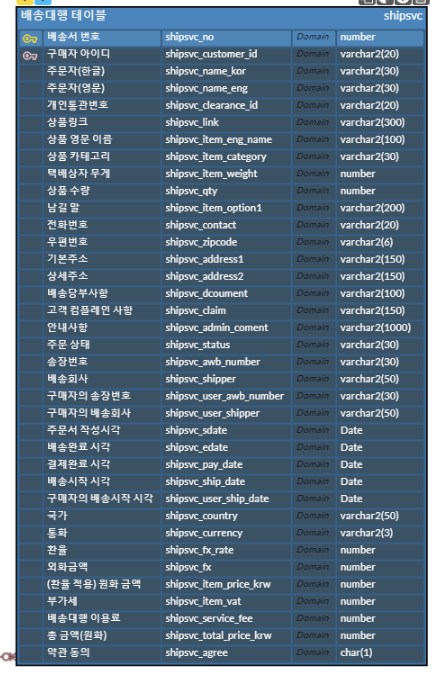 배송대행 테이블 shipsvc
배송서 번호 shipsvc_no Domain number
구매자 아이디 shipsvc_customer_id Domain varchar2(20)
주문자(한글) shipsvc_name_kor Domain varchar2(30)
주문자(영문) shipsvc_name_eng Domain varchar2(30)
개인통관번호 shipsvc_clearance_id Domain varchar2(20)
상품링크 shipsvc_link Domain varchar2(300)
상품 영문 이름 shipsvc_item_eng_name Domain varchar2(100)
상품 카테고리 shipsvc_item_category Domain varchar2(30)
택배상자 무게 shipsvc_item_weight Domain number
상품 수량 shipsvc_qty Domain number
남길 말 shipsvc_item_option1 Domain varchar2(200)
전화번호 shipsvc_contact Domain varchar2(20)
우편번호 shipsvc_zipcode Domain varchar2(6)
기본주소 shipsvc_address1 Domain varchar2(150)
상세주소 shipsvc_address2 Domain varchar2(150)
배송당부사항 shipsvc_dcoument Domain varchar2(100)
고객 컴플레인 사항 shipsvc_claim Domain varchar2(150)
안내사항 shipsvc_admin_coment Domain varchar2(1000)
주문 상태 shipsvc_status Domain varchar2(30)
송장번호 shipsvc_awb_number Domain varchar2(30)
배송회사 shipsvc_shipper Domain varchar2(50)
구매자의 송장번호 shipsvc_user_awb_number Domain varchar2(30)
구매자의 배송회사 shipsvc_user_shipper Domain varchar2(50)
주문서 작성시각 shipsvc_sdate Domain Date
배송완료 시각 shipsvc_edate Domain Date
결제완료 시각 shipsvc_pay_date Domain Date
배송시작 시각 shipsvc_ship_date Domain Date
구매자의 배송시작 시각 shipsvc_user_ship_date Domain Date
국가 shipsvc_country Domain varchar2(50)
통화 shipsvc_currency Domain varchar2(3)
환율 shipsvc_fx_rate Domain number
외화금액 shipsvc_fx Domain number
(환율 적용) 원화 금액 shipsvc_item_price_krw Domain number
부가세 shipsvc_item_vat Domain number
배송대행 이용료 shipsvc_service_fee Domain number
총 금액(원화) shipsvc_total_price_krw Domain number
약관 동의 shipsvc_agree Domain char(1)